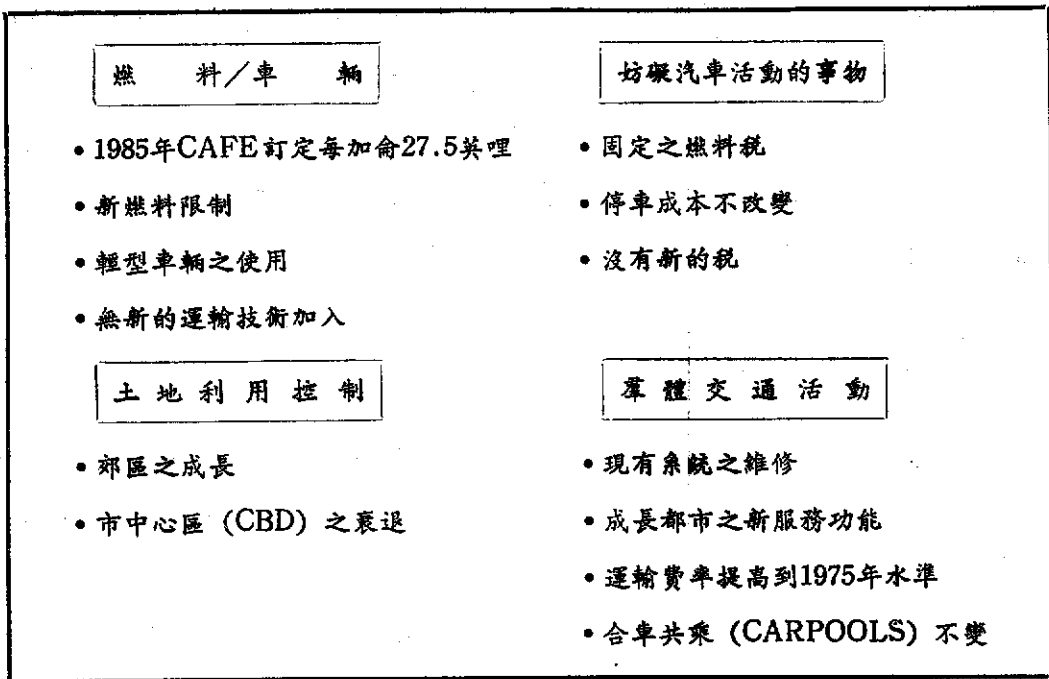 燃料/車輛
• 1985年CAFE訂定每加侖27.5英哩
• 新燃料限制
• 輕型車輛之使用
• 無新的運輸技術加入
妨礙汽車活動的事物
• 固定之燃料稅
• 停車成本不改變
• 沒有新的稅
土地利用控制
• 郊區之成長
• 市中心區 (CBD) 之衰退
羣體交通活動
• 現有系統之維修
• 成長都市之新服務功能
• 運輸費率提高到1975年水準
• 合車共乘 (CARPOOLS) 不變